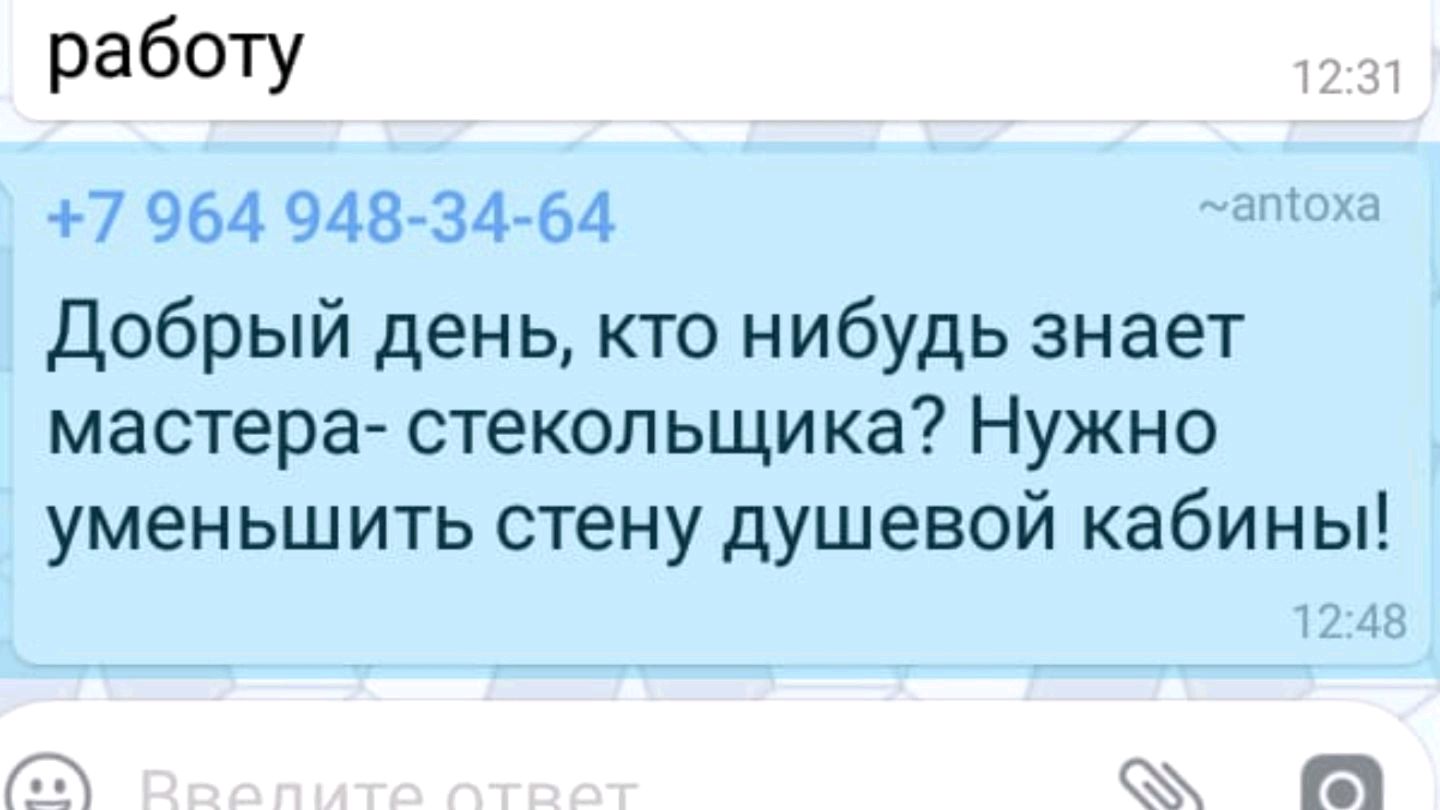 работу
12:31
+7 964 948-34-64
~antoxa
Добрый день, кто нибудь знает
мастера- стекольщика? Нужно
уменьшить стену душевой кабины!
12:48
Введите ответ